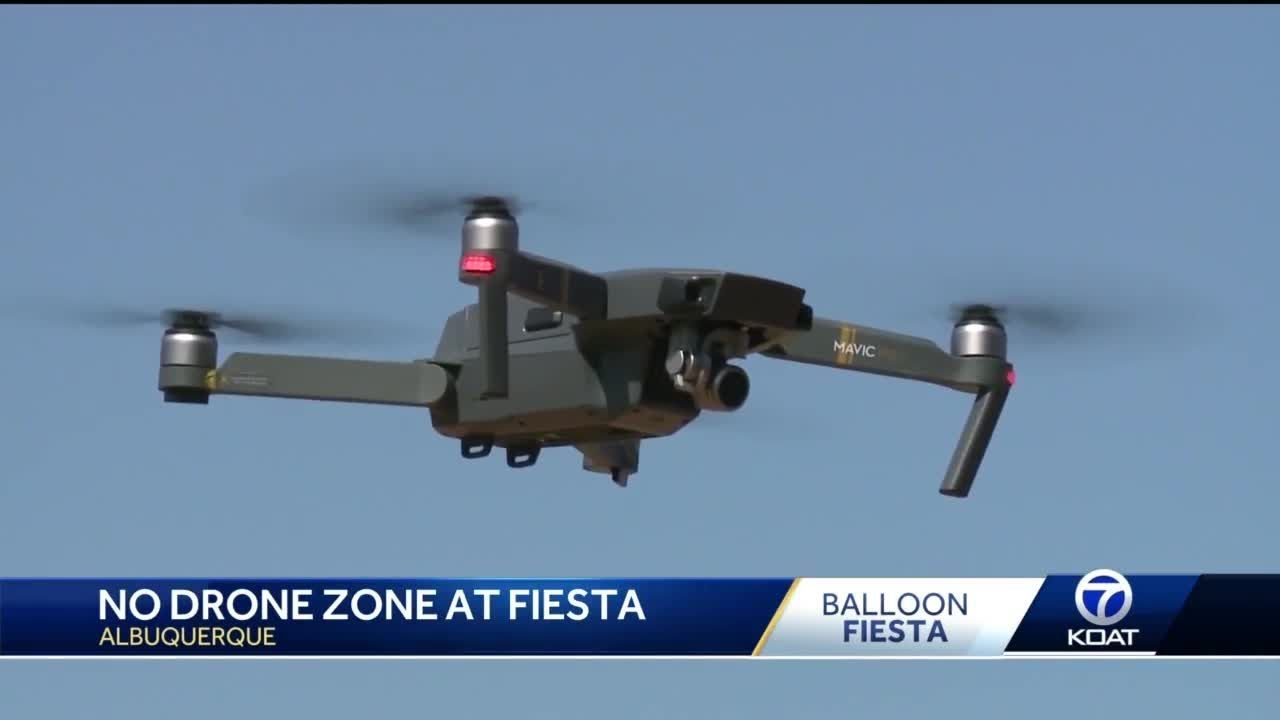 MAVIC
NO DRONE ZONE AT FIESTA
ALBUQUERQUE
BALLOON
FIESTA
7
KOAT